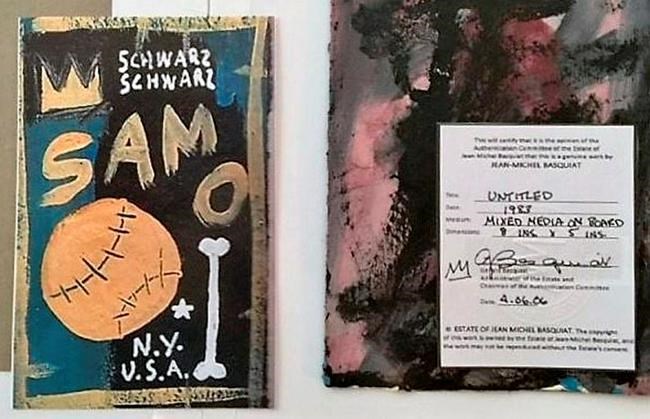 SCHWARZ
SCHWARZ
SAMO
N.Y.
U.S.A.
This will certify that it is the opinion of the
Authentication Committee of the Estate of
Jean-Michel Basquiat that this is a genuine work by
JEAN-MICHEL BASQUIAT
Title: UNTITLED
Date: 1983
Medium: MIXED MEDIA ON BOARD
Dimensions: 8 INS. X 5 INS.
Gerard Basquiat
Administrator of the Estate and
Chairman of the Authentication Committee
Date: 4.06.06
© ESTATE OF JEAN MICHEL BASQUIAT. The copyright
of this work is owned by the Estate of Jean-Michel Basquiat, and
the work may not be reproduced without the Estate's consent.